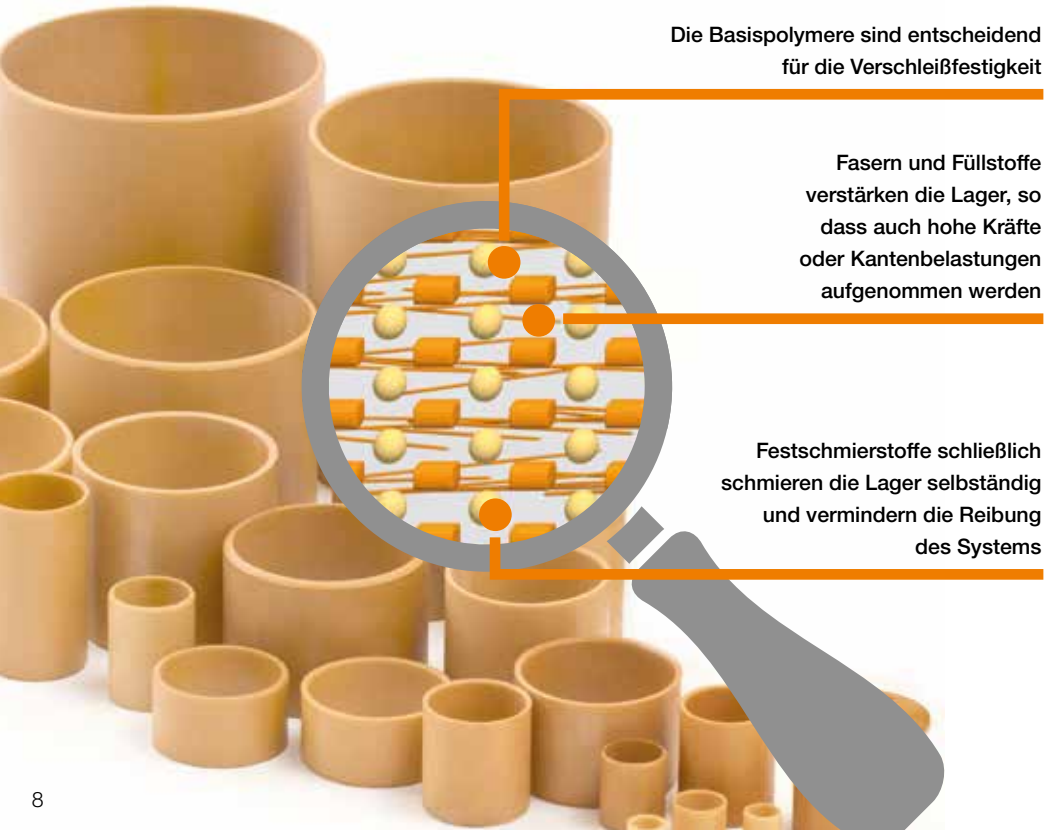 Die Basispolymere sind entscheidend
für die Verschleißfestigkeit
Fasern und Füllstoffe
verstärken die Lager, so
dass auch hohe Kräfte
oder Kantenbelastungen
aufgenommen werden
Festschmierstoffe schließlich
schmieren die Lager selbständig
und vermindern die Reibung
des Systems
8